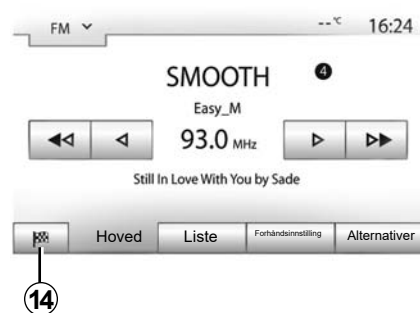 FM --°C 16:24
SMOOTH 4
Easy_M
93.0 MHz
Still In Love With You by Sade
Hoved Liste Forhåndsinnstilling Alternativer
14